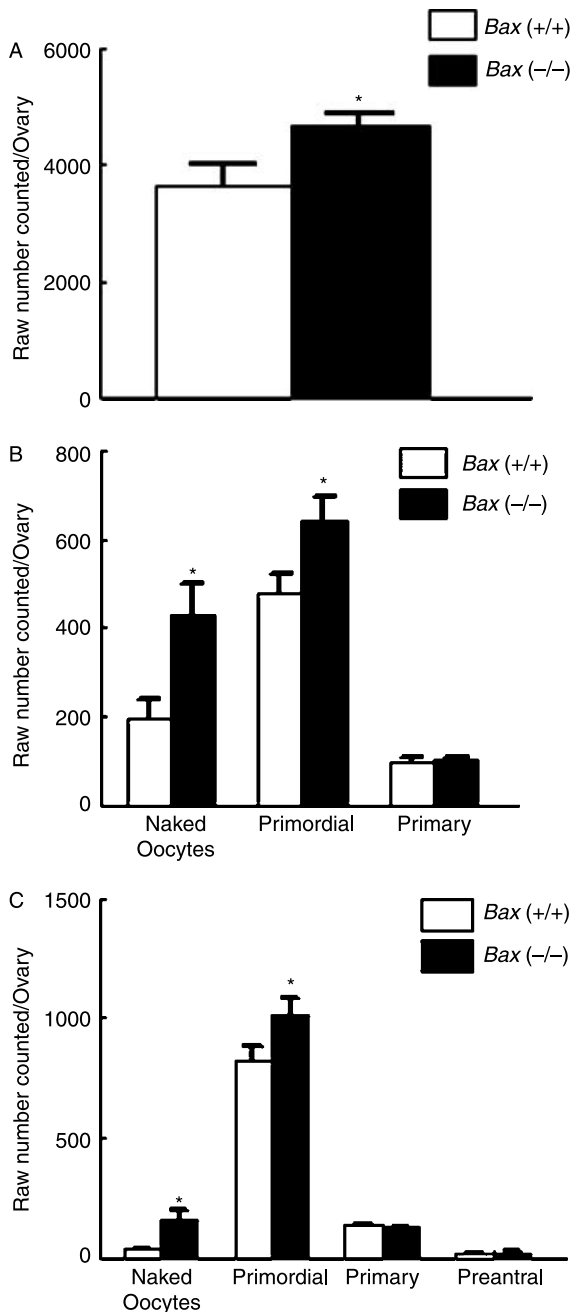 A
Bax (+/+)
Bax (−/−)
Raw number counted/Ovary
6000
4000
2000
0
*
B
Bax (+/+)
Bax (−/−)
Raw number counted/Ovary
800
600
400
200
0
*
*
Naked Oocytes
Primordial
Primary
C
Bax (+/+)
Bax (−/−)
Raw number counted/Ovary
1500
1000
500
0
*
*
Naked
Oocytes
Primordial
Primary
Preantral